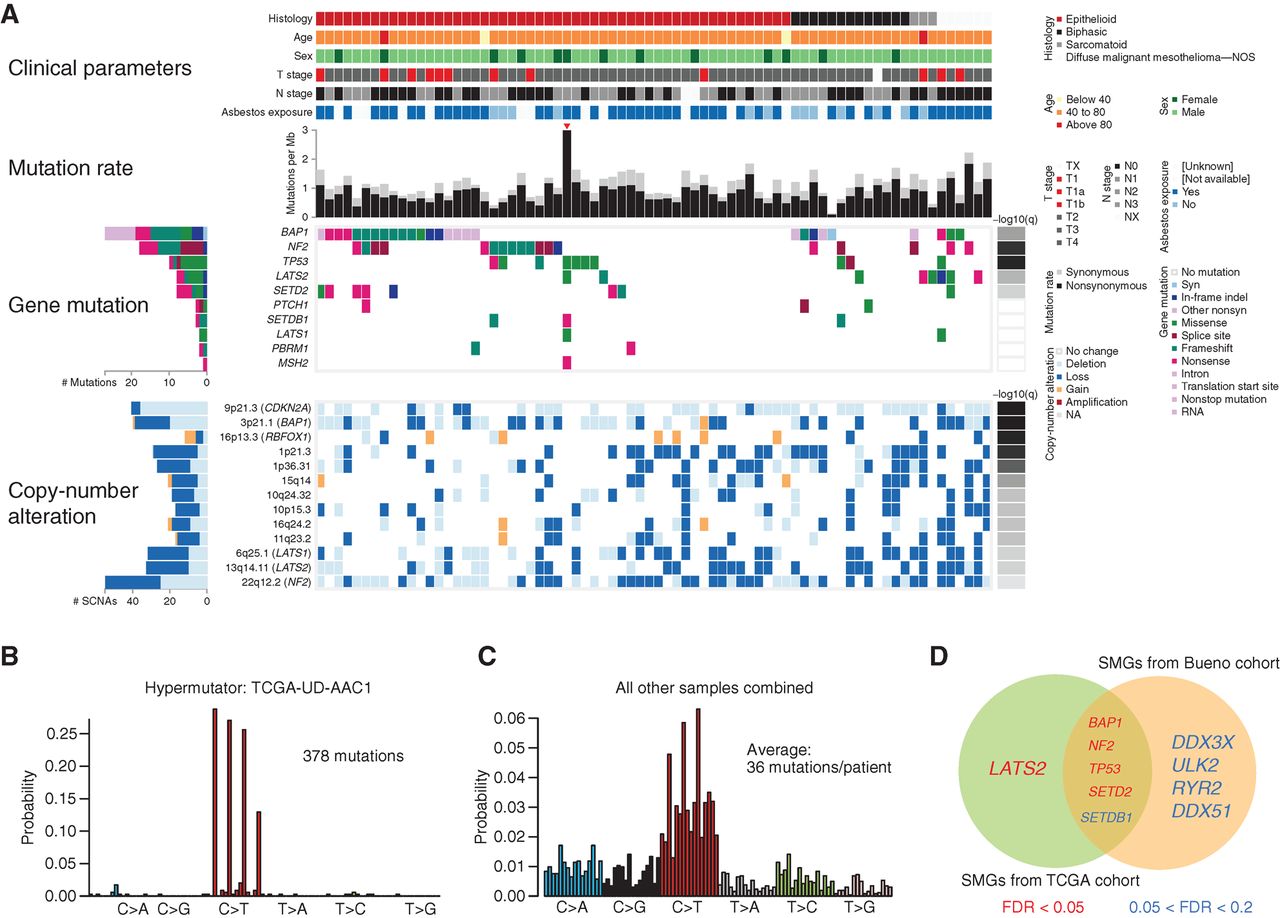 A
Clinical parameters
Histology
Age
Sex
T stage
N stage
Asbestos exposure
Mutation rate
Mutations per Mb
3
2
1
0
Gene mutation
BAP1
NF2
TP53
LATS2
SETD2
PTCH1
SETDB1
LATS1
PBRM1
MSH2
–log10(q)
# Mutations 20 10 0
Copy-number
alteration
9p21.3 (CDKN2A)
3p21.1 (BAP1)
16p13.3 (RBFOX1)
1p21.3
1p36.31
15q14
10q24.32
10p15.3
16q24.2
11q23.2
6q25.1 (LATS1)
13q14.11 (LATS2)
22q12.2 (NF2)
–log10(q)
# SCNAs 40 20 0
Histology
Epithelioid
Biphasic
Sarcomatoid
Diffuse malignant mesothelioma—NOS
Age
Below 40
40 to 80
Above 80
Sex
Female
Male
T stage
TX
T1
T1a
T1b
T2
T3
T4
N stage
N0
N1
N2
N3
NX
Asbestos exposure
[Unknown]
[Not available]
Yes
No
Mutation rate
Synonymous
Nonsynonymous
Gene mutation
No mutation
Syn
In-frame indel
Other nonsyn
Missense
Splice site
Frameshift
Nonsense
Intron
Translation start site
Nonstop mutation
RNA
Copy-number alteration
No change
Deletion
Loss
Gain
Amplification
NA
B
Hypermutator: TCGA-UD-AAC1
378 mutations
Probability
0.25
0.20
0.15
0.10
0.05
0.00
C>A C>G C>T T>A T>C T>G
C
All other samples combined
Average:
36 mutations/patient
Probability
0.06
0.05
0.04
0.03
0.02
0.01
0.00
C>A C>G C>T T>A T>C T>G
D
SMGs from Bueno cohort
LATS2
BAP1
NF2
TP53
SETD2
SETDB1
DDX3X
ULK2
RYR2
DDX51
SMGs from TCGA cohort
FDR < 0.05
0.05 < FDR < 0.2